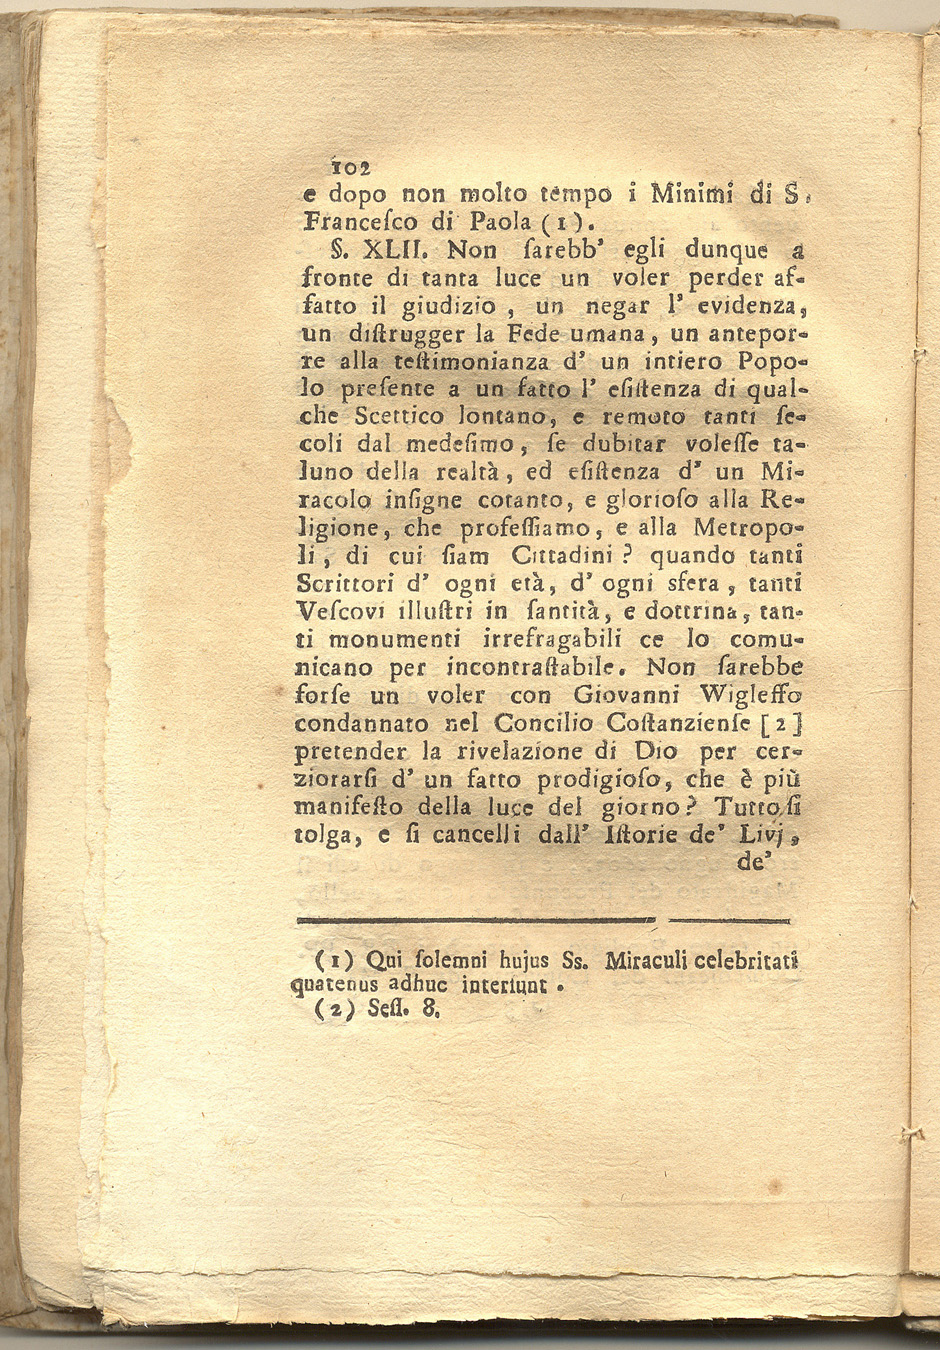 102
e dopo non molto tempo i Minimi di S.
Franceſco di Paola (1).
§. XLII. Non ſarebb' egli dunque a
fronte di tanta luce un voler perder af-
fatto il giudizio, un negar l' evidenza,
un diſtrugger la Fede umana, un antepor-
re alla teſtimonianza d' un intiero Popo-
lo preſente a un fatto l' eſiſtenza di qual-
che Scettico lontano, e remoto tanti ſe-
coli dal medeſimo, ſe dubitar voleſſe ta-
luno della realtà, ed eſiſtenza d' un Mi-
racolo inſigne cotanto, e glorioſo alla Re-
ligione, che profeſſiamo, e alla Metropo-
li, di cui ſiam Cittadini? quando tanti
Scrittori d' ogni età, d' ogni sfera, tanti
Veſcovi illuſtri in ſantità, e dottrina, tan-
ti monumenti irrefragabili ce lo comu-
nicano per incontraſtabile. Non ſarebbe
forſe un voler con Giovanni Wigleffo
condannato nel Concilio Coſtanzienſe [2]
pretender la rivelazione di Dio per cer-
ziorarſi d' un fatto prodigioſo, che è più
manifeſto della luce del giorno? Tutto ſi
tolga, e ſi cancelli dall' Iſtorie de' Livj,
de'
(1) Qui ſolemni hujus Ss. Miraculi celebritati
quatenus adhuc interſunt.
(2) Seſſ. 8.